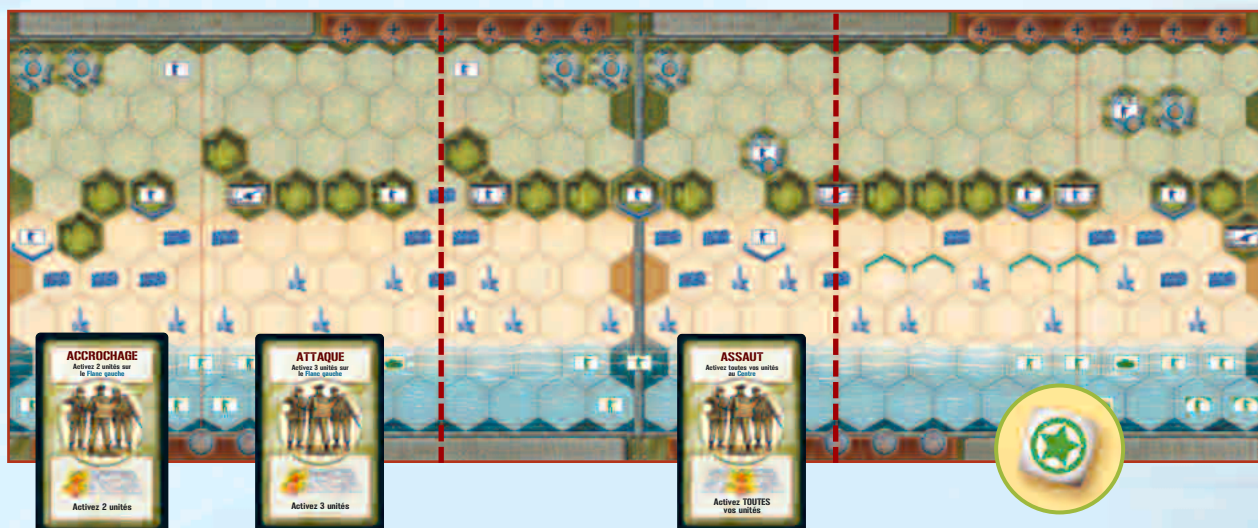 ACCROCHAGE
Activez 2 unités sur
le Flanc gauche
Activez 2 unités
ATTAQUE
Activez 3 unités sur
le Flanc gauche
Activez 3 unités
ASSAUT
Activez toutes vos unités
au Centre
Activez TOUTES
vos unités